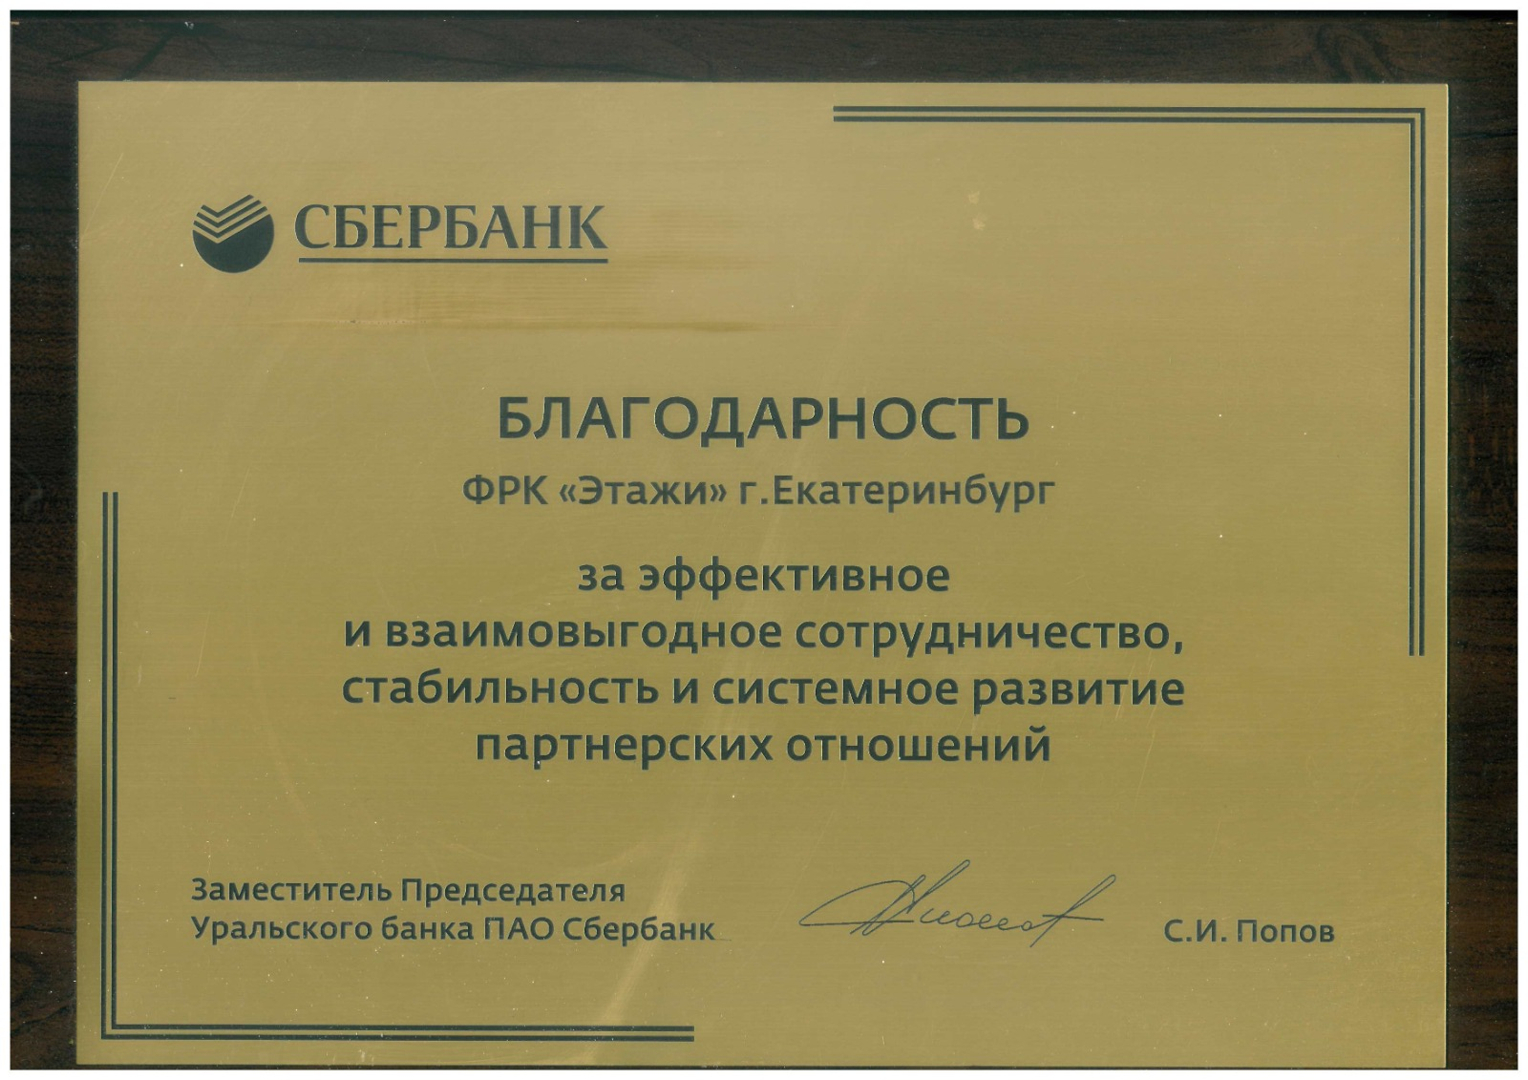 СБЕРБАНК
БЛАГОДАРНОСТЬ
ФРК «Этажи» г.Екатеринбург
за эффективное
и взаимовыгодное сотрудничество,
стабильность и системное развитие
партнерских отношений
Заместитель Председателя
Уральского банка ПАО Сбербанк
С.И. Попов